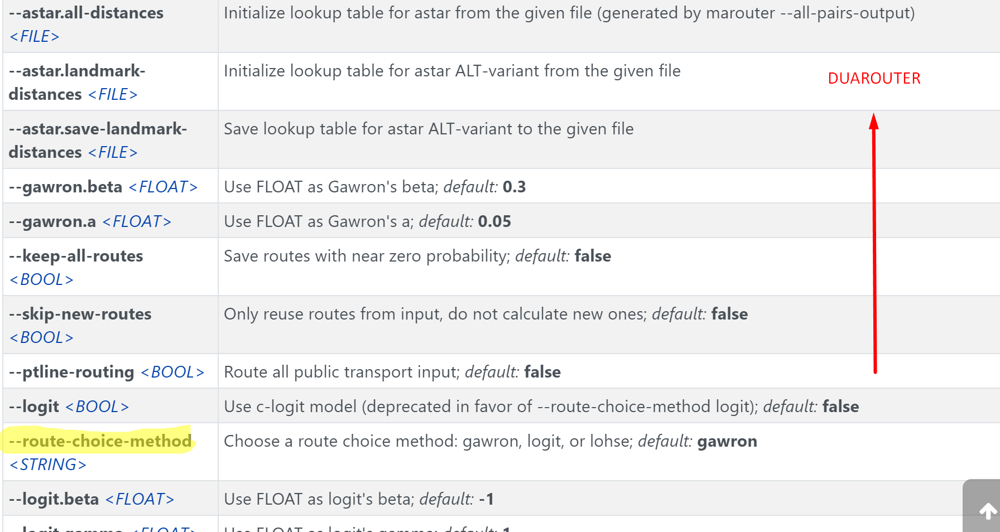 --astar.all-distances Initialize lookup table for astar from the given file (generated by marouter --all-pairs-output)
<FILE>
--astar.landmark- Initialize lookup table for astar ALT-variant from the given file
distances <FILE>
DUAROUTER
--astar.save-landmark- Save lookup table for astar ALT-variant to the given file
distances <FILE>
--gawron.beta <FLOAT> Use FLOAT as Gawron's beta; default: 0.3
--gawron.a <FLOAT> Use FLOAT as Gawron's a; default: 0.05
--keep-all-routes Save routes with near zero probability; default: false
<BOOL>
--skip-new-routes Only reuse routes from input, do not calculate new ones; default: false
<BOOL>
--ptline-routing <BOOL> Route all public transport input; default: false
--logit <BOOL> Use c-logit model (deprecated in favor of --route-choice-method logit); default: false
--route-choice-method Choose a route choice method: gawron, logit, or lohse; default: gawron
<STRING>
--logit.beta <FLOAT> Use FLOAT as logit's beta; default: -1
--logit.gamma <FLOAT> Use FLOAT as logit's gamma; default: 1